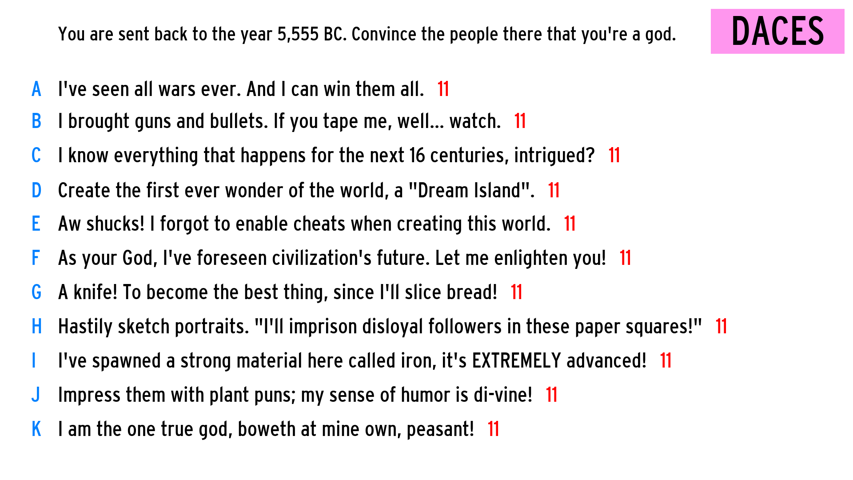 You are sent back to the year 5,555 BC. Convince the people there that you're a god.
DACES
A I've seen all wars ever. And I can win them all. 11
B I brought guns and bullets. If you tape me, well... watch. 11
C I know everything that happens for the next 16 centuries, intrigued? 11
D Create the first ever wonder of the world, a "Dream Island". 11
E Aw shucks! I forgot to enable cheats when creating this world. 11
F As your God, I've foreseen civilization's future. Let me enlighten you! 11
G A knife! To become the best thing, since I'll slice bread! 11
H Hastily sketch portraits. "I'll imprison disloyal followers in these paper squares!" 11
I I've spawned a strong material here called iron, it's EXTREMELY advanced! 11
J Impress them with plant puns; my sense of humor is di-vine! 11
K I am the one true god, boweth at mine own, peasant! 11